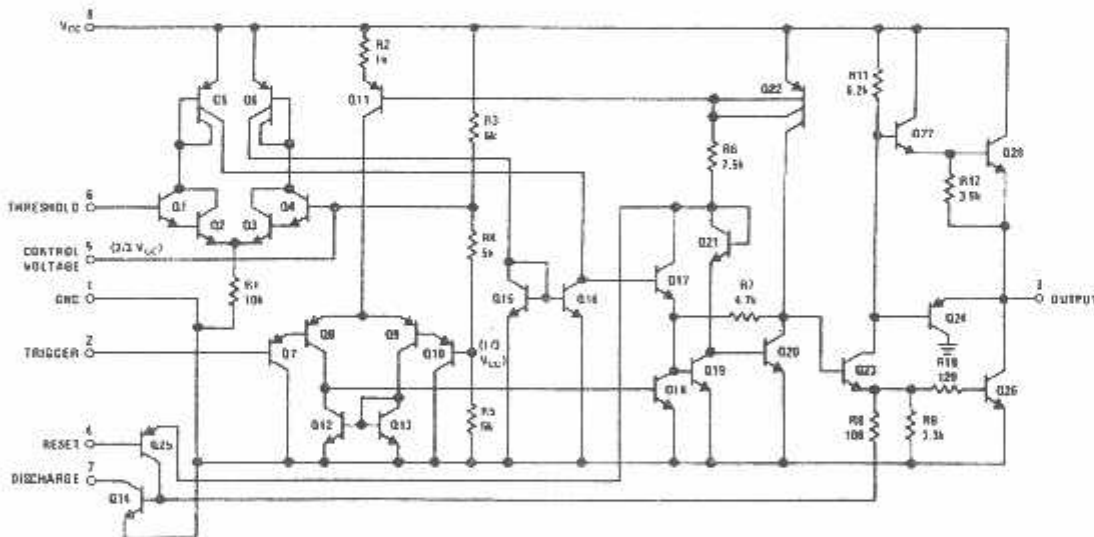 8
VCC
R2
1k
Q5
Q6
Q11
Q22
R11
6.2k
Q27
Q28
R3
5k
R6
7.5k
R12
3.9k
6
THRESHOLD
Q1
Q2
Q3
Q4
5
CONTROL
VOLTAGE
(2/3 VCC)
R4
5k
Q21
Q17
1
GND
R1
10k
Q15
Q16
R7
4.7k
3
OUTPUT
2
TRIGGER
Q7
Q8
Q9
Q10
(1/3
VCC)
Q18
Q19
Q20
Q23
Q24
R10
120
Q26
R5
5k
Q12
Q13
R8
100
R9
3.3k
4
RESET
Q25
7
DISCHARGE
Q14